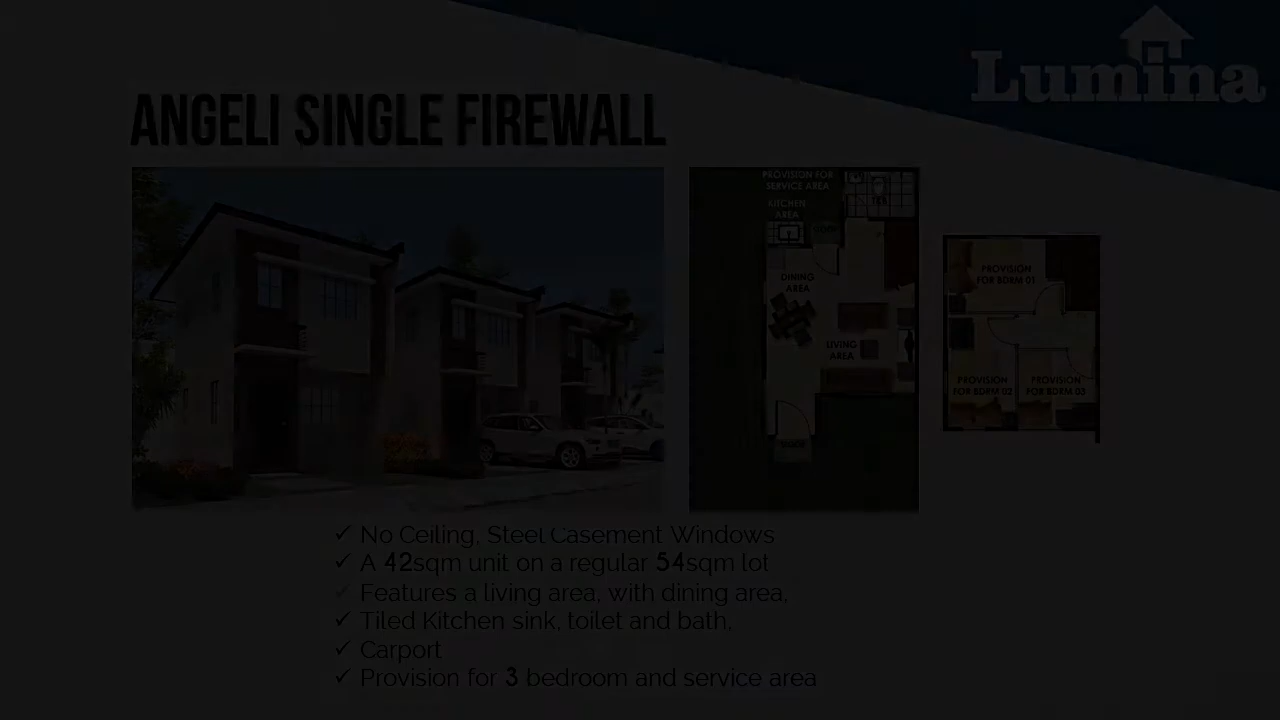 Lumina
ANGELI SINGLE FIREWALL
PROVISION FOR
SERVICE AREA
T&B
KITCHEN
AREA
DINING
AREA
LIVING
AREA
PROVISION
FOR BDRM 01
PROVISION
FOR BDRM 02
PROVISION
FOR BDRM 03
✓ No Ceiling, Steel Casement Windows
✓ A 42sqm unit on a regular 54sqm lot
✓ Features a living area, with dining area,
✓ Tiled Kitchen sink, toilet and bath,
✓ Carport
✓ Provision for 3 bedroom and service area